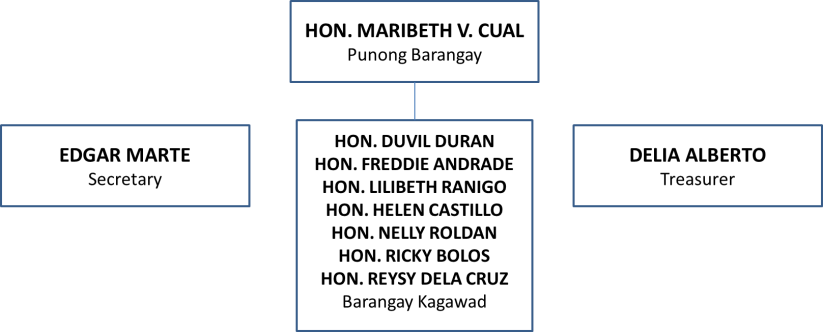 HON. MARIBETH V. CUAL
Punong Barangay
EDGAR MARTE
Secretary
HON. DUVIL DURAN
HON. FREDDIE ANDRADE
HON. LILIBETH RANIGO
HON. HELEN CASTILLO
HON. NELLY ROLDAN
HON. RICKY BOLOS
HON. REYSY DELA CRUZ
Barangay Kagawad
DELIA ALBERTO
Treasurer